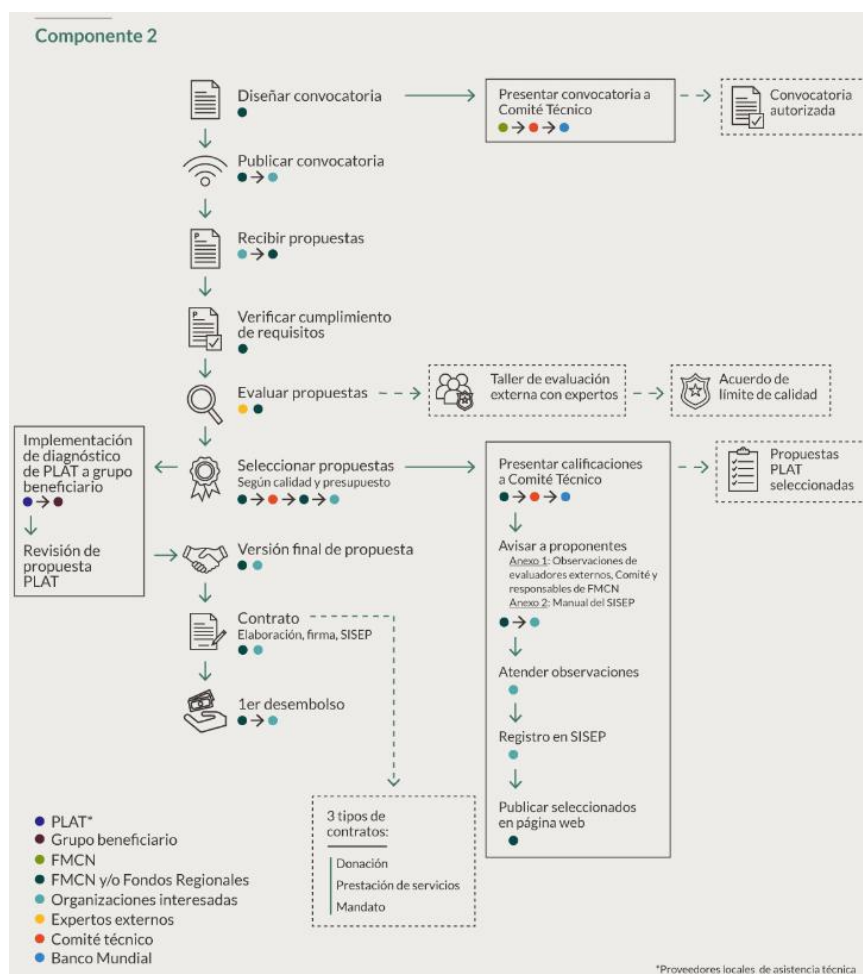 Componente 2
Diseñar convocatoria
Presentar convocatoria a
Comité Técnico
Convocatoria
autorizada
Publicar convocatoria
P
Recibir propuestas
P
Verificar cumplimiento
de requisitos
Evaluar propuestas
Taller de evaluación
externa con expertos
Acuerdo de
límite de calidad
Implementación
de diagnóstico
de PLAT a grupo
beneficiario
Revisión de
propuesta
PLAT
Seleccionar propuestas
Según calidad y presupuesto
Presentar calificaciones
a Comité Técnico
Avisar a proponentes
Anexo 1: Observaciones de
evaluadores externos, Comité y
responsables de FMCN
Anexo 2: Manual del SISEP
Atender observaciones
Registro en SISEP
Publicar seleccionados
en página web
Propuestas
PLAT
seleccionadas
Versión final de propuesta
Contrato
Elaboración, firma, SISEP
1er desembolso
3 tipos de
contratos:
Donación
Prestación de servicios
Mandato
PLAT*
Grupo beneficiario
FMCN
FMCN y/o Fondos Regionales
Organizaciones interesadas
Expertos externos
Comité técnico
Banco Mundial
*Proveedores locales de asistencia técnica